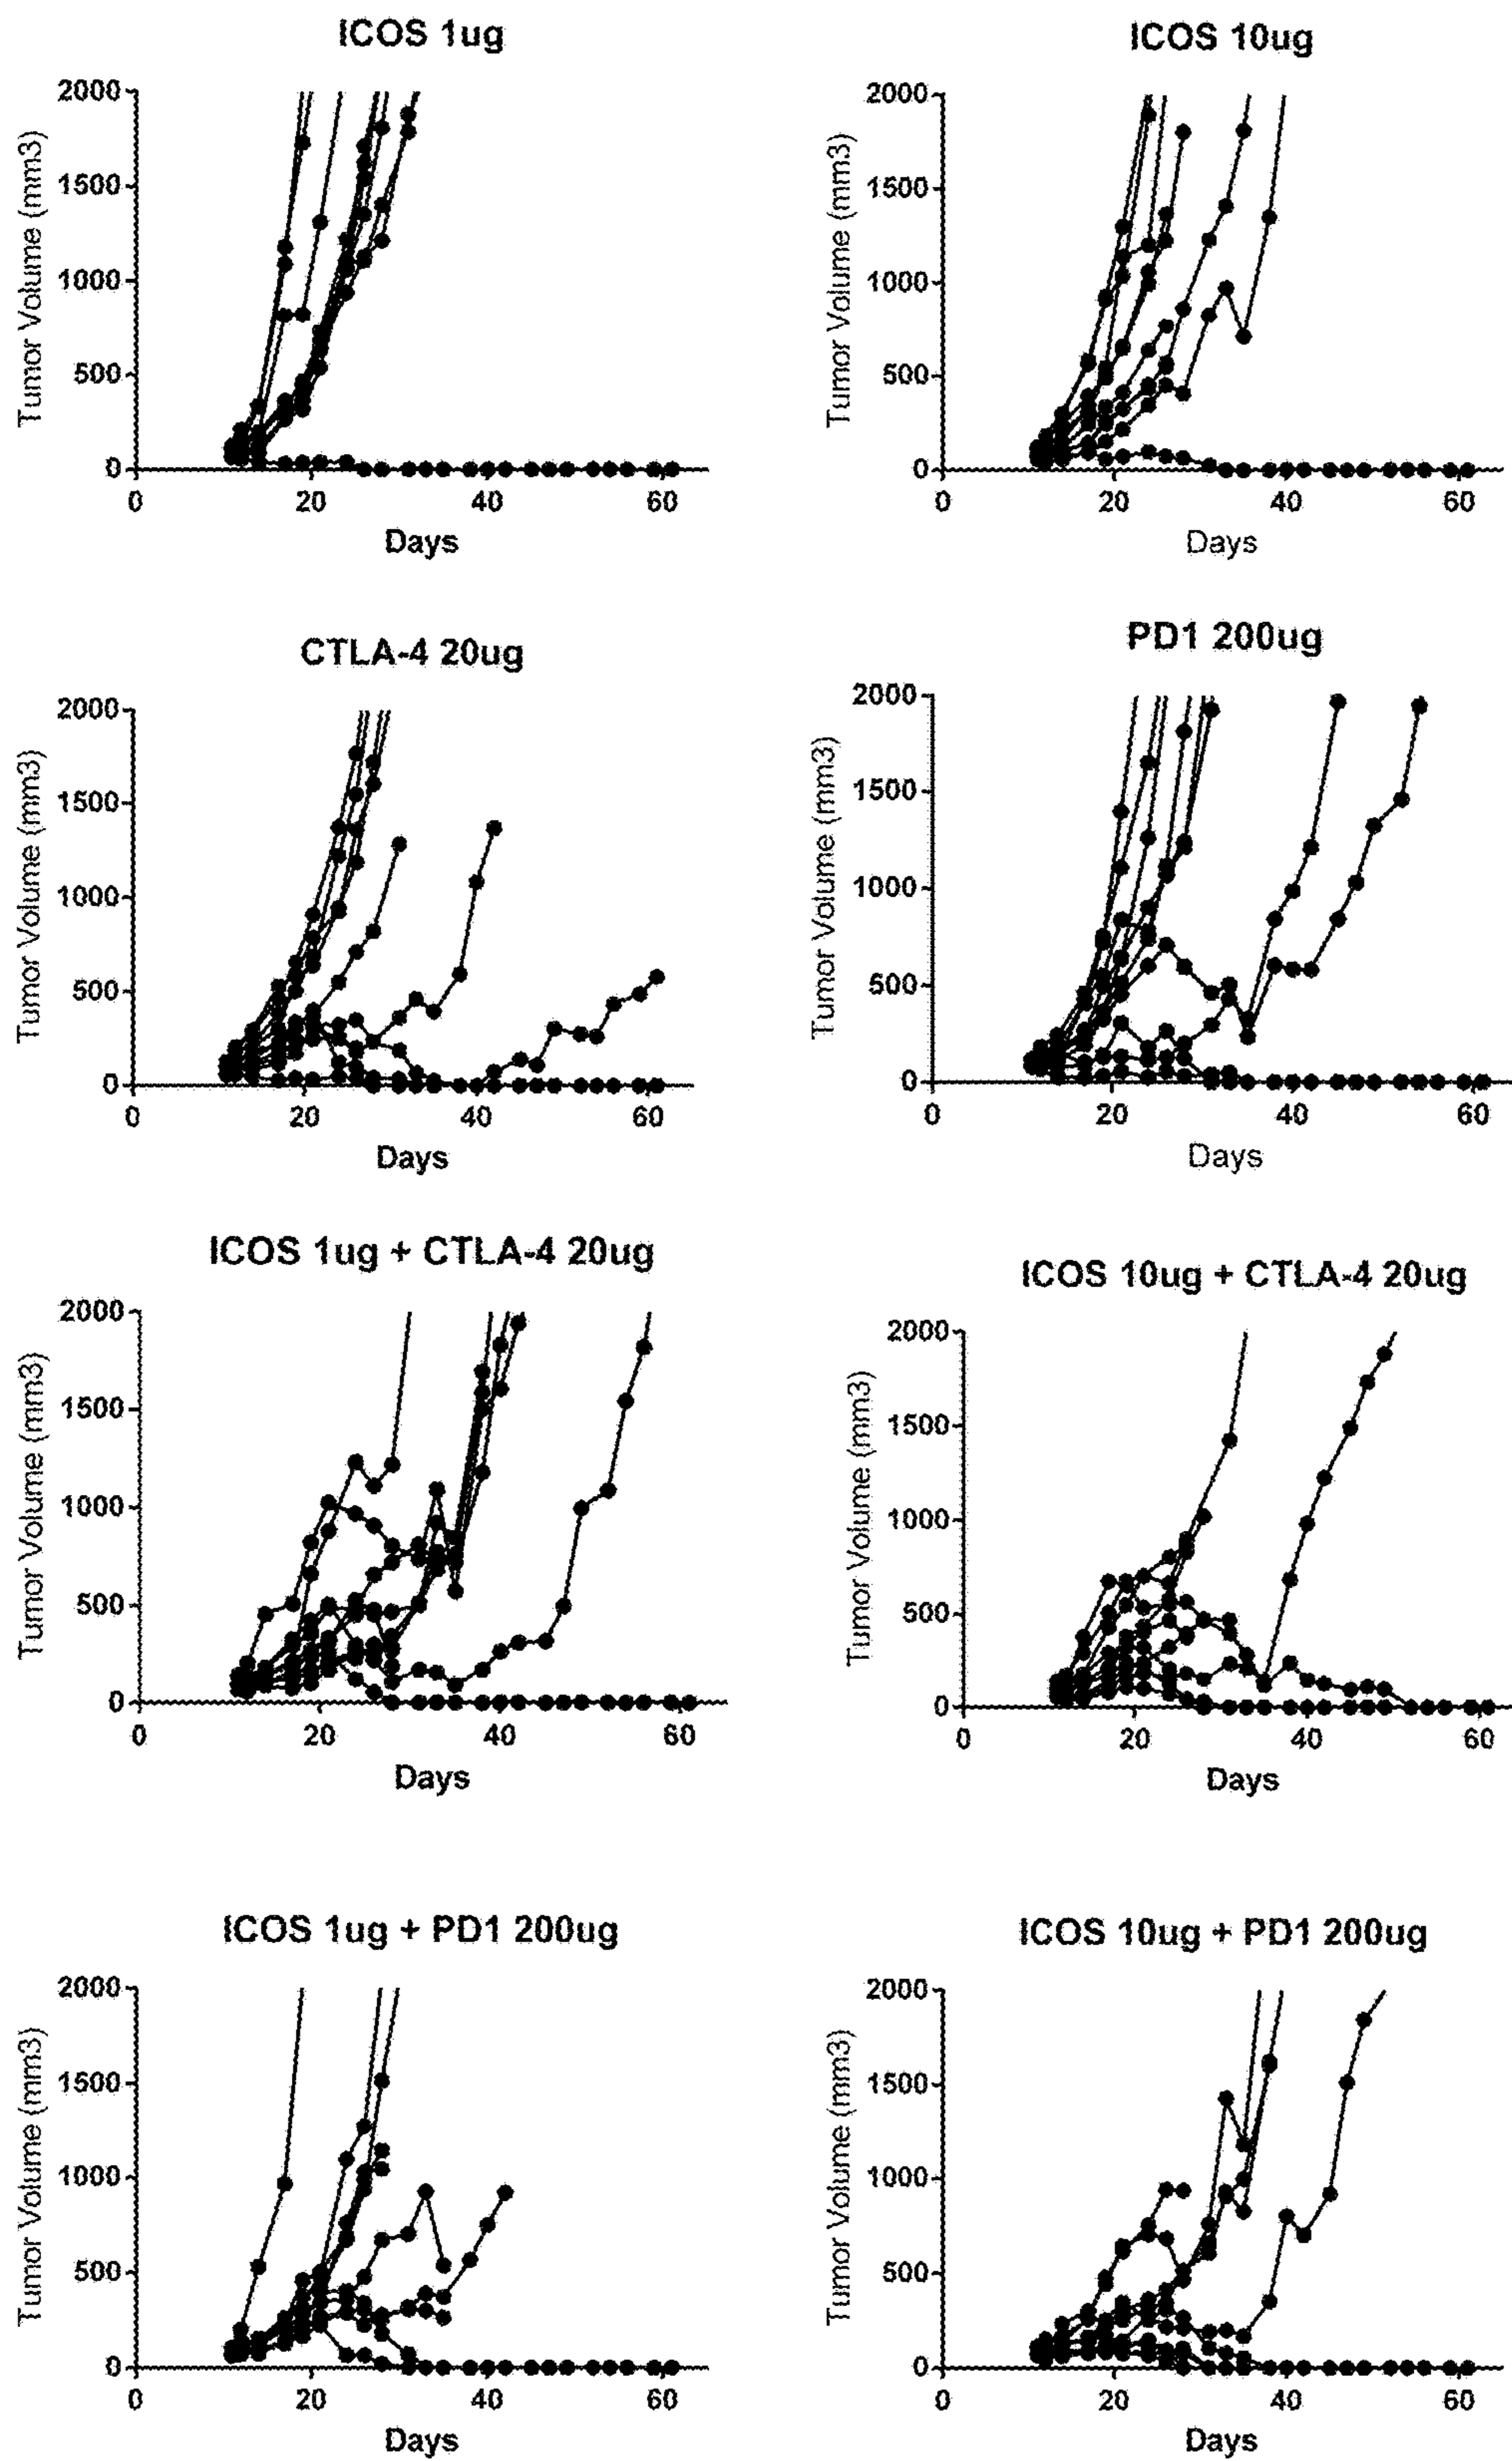 ICOS 1ug
Tumor Volume (mm3)
2000
1500
1000
500
0
0 20 40 60
Days
ICOS 10ug
Tumor Volume (mm3)
2000
1500
1000
500
0
0 20 40 60
Days
CTLA-4 20ug
Tumor Volume (mm3)
2000
1500
1000
500
0
0 20 40 60
Days
PD1 200ug
Tumor Volume (mm3)
2000
1500
1000
500
0
0 20 40 60
Days
ICOS 1ug + CTLA-4 20ug
Tumor Volume (mm3)
2000
1500
1000
500
0
0 20 40 60
Days
ICOS 10ug + CTLA-4 20ug
Tumor Volume (mm3)
2000
1500
1000
500
0
0 20 40 60
Days
ICOS 1ug + PD1 200ug
Tumor Volume (mm3)
2000
1500
1000
500
0
0 20 40 60
Days
ICOS 10ug + PD1 200ug
Tumor Volume (mm3)
2000
1500
1000
500
0
0 20 40 60
Days